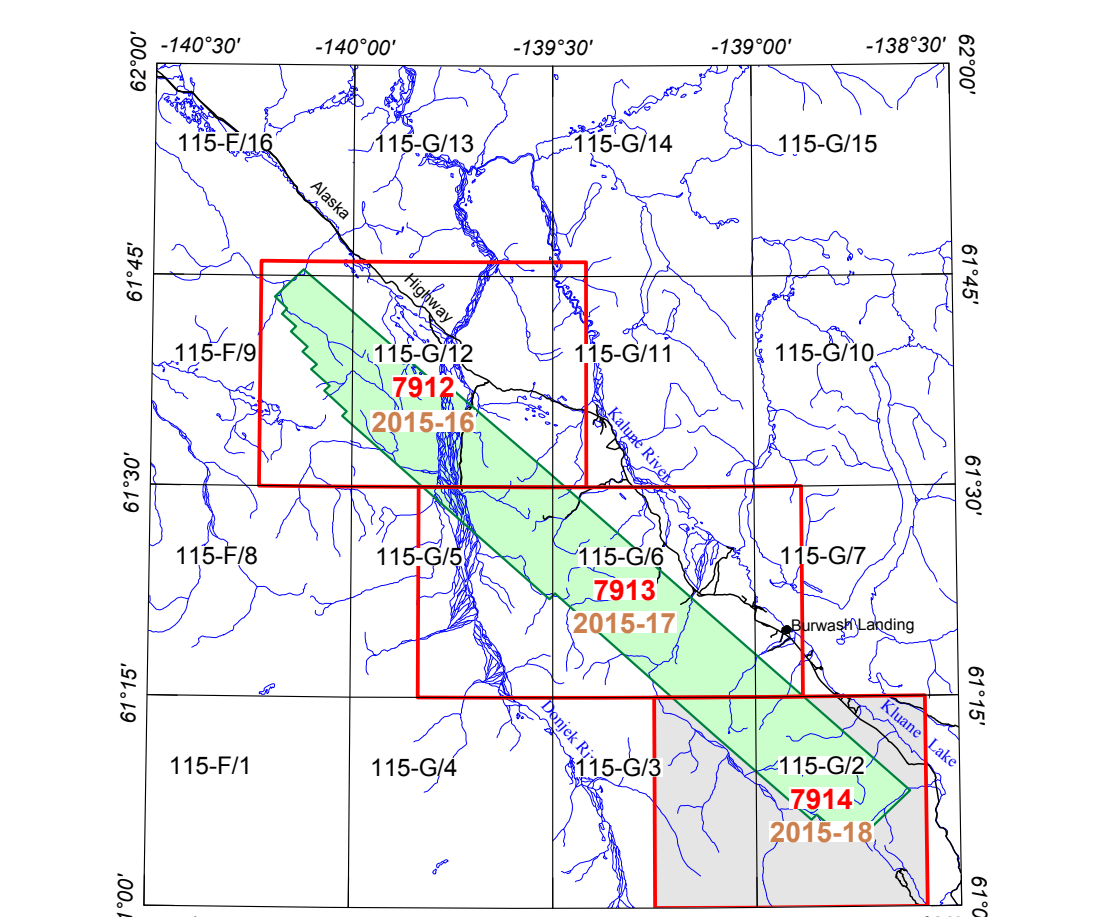 -140°30'
-140°00'
-139°30'
-139°00'
-138°30'
62°00'
62°00'
115-F/16
115-G/13
115-G/14
115-G/15
Alaska
61°45'
61°45'
Highway
115-F/9
115-G/12
115-G/11
115-G/10
7912
2015-16
Kalune River
61°30'
61°30'
115-F/8
115-G/5
115-G/6
115-G/7
7913
2015-17
Burwash Landing
61°15'
61°15'
Donjek
Kluane Lake
115-F/1
115-G/4
115-G/3
115-G/2
7914
2015-18
1°00'
61°0